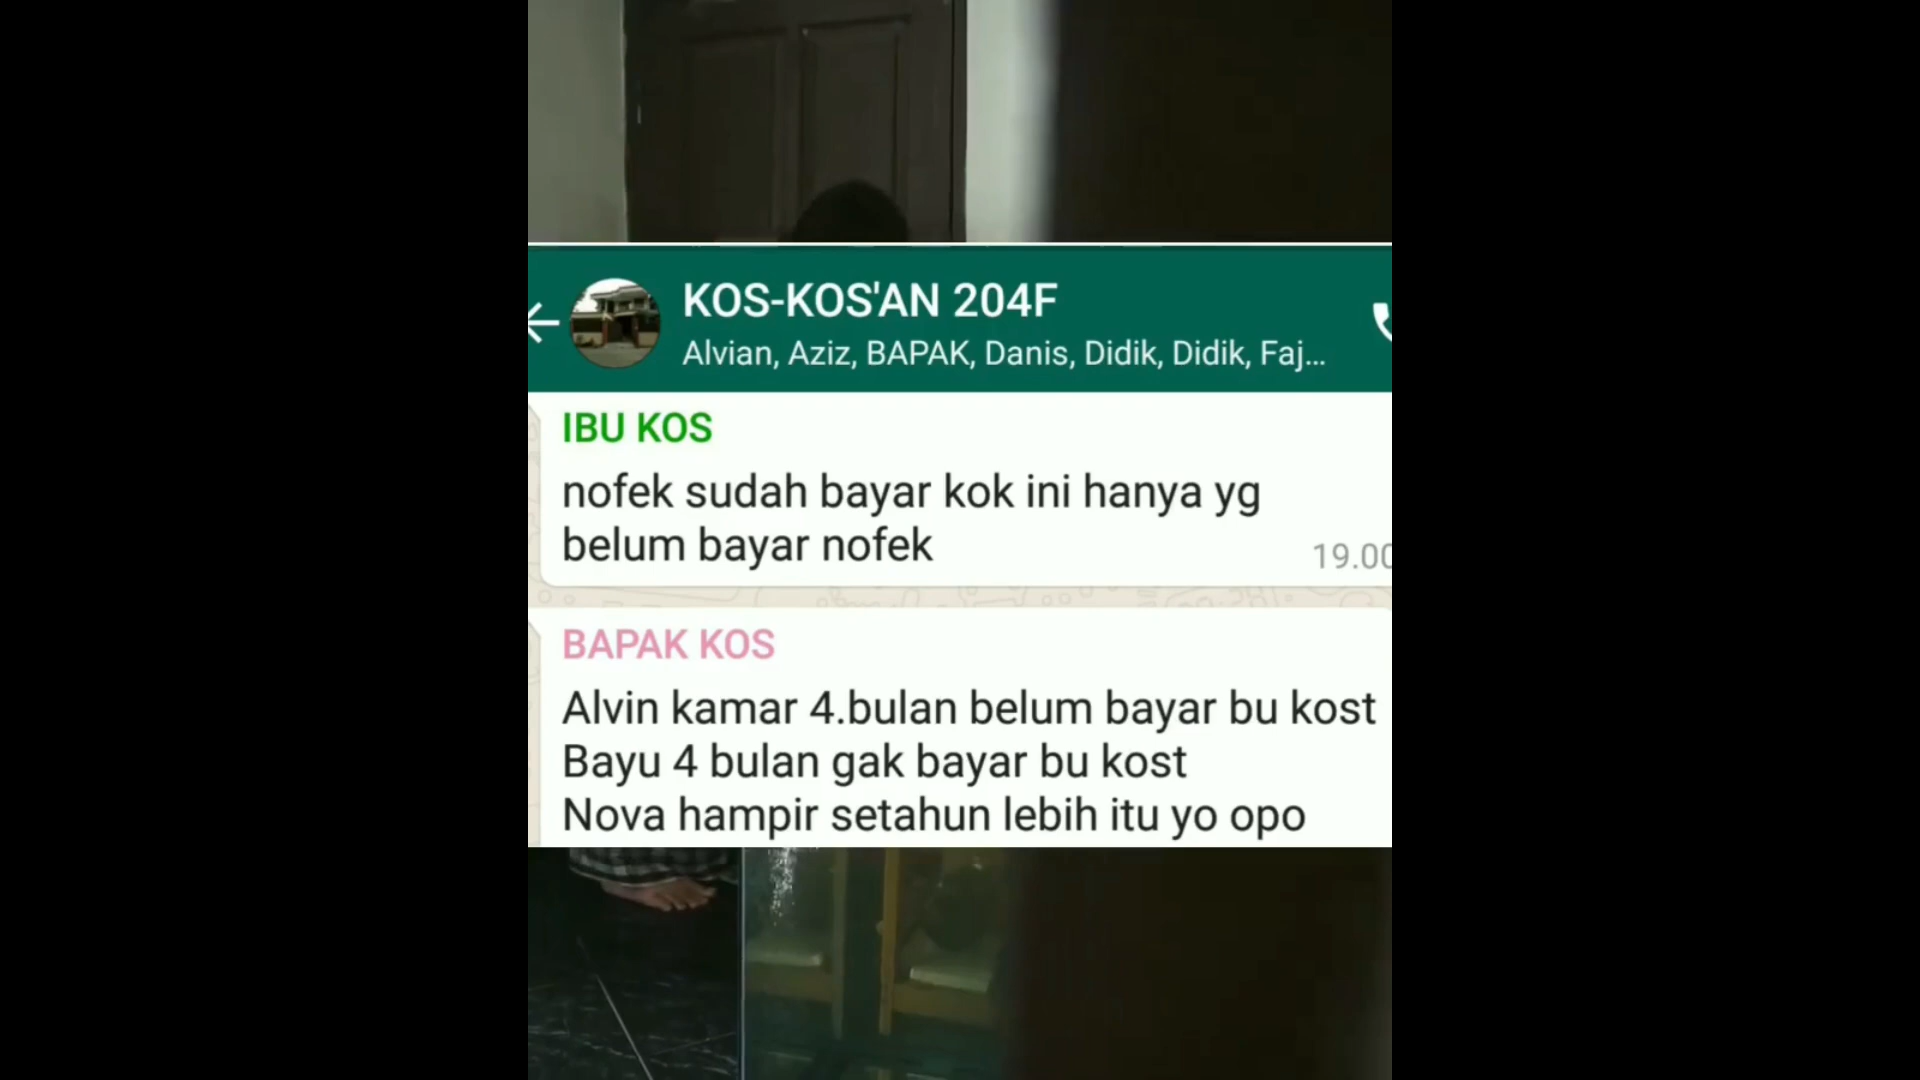 KOS-KOS'AN 204F
Alvian, Aziz, BAPAK, Danis, Didik, Didik, Faj...
IBU KOS
nofek sudah bayar kok ini hanya yg
belum bayar nofek
19.00
BAPAK KOS
Alvin kamar 4.bulan belum bayar bu kost
Bayu 4 bulan gak bayar bu kost
Nova hampir setahun lebih itu yo opo